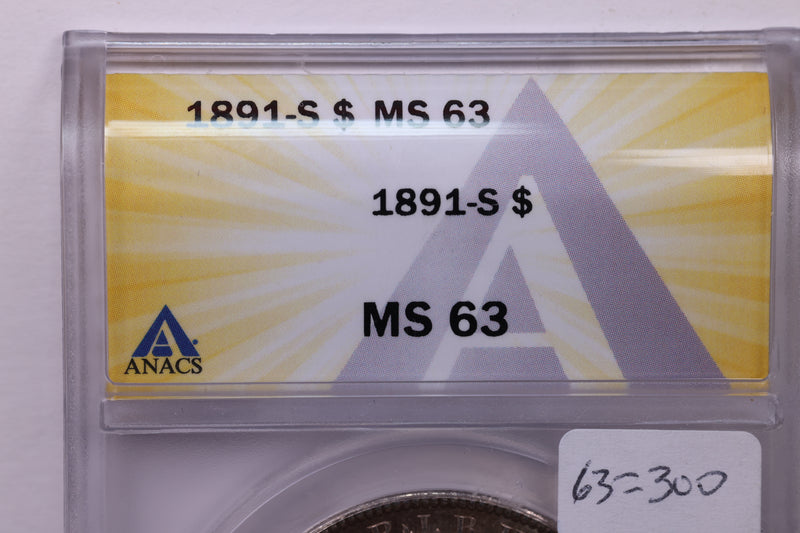 1891-S $ MS 63
1891-S $
MS 63
ANACS
63=300